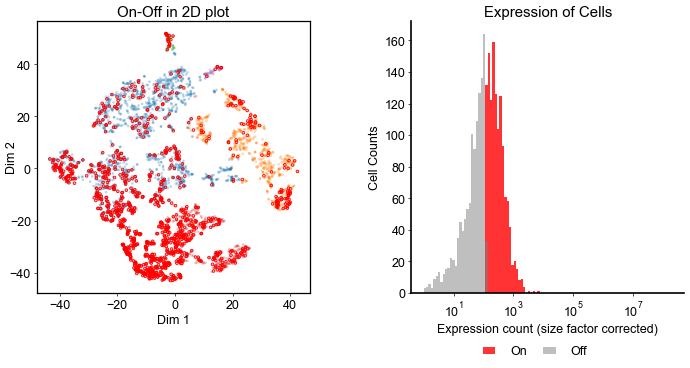 On-Off in 2D plot
Dim 2
40
20
0
−20
−40
−40 −20 0 20 40
Dim 1
Expression of Cells
Cell Counts
160
140
120
100
80
60
40
20
0
10^1 10^3 10^5 10^7
Expression count (size factor corrected)
On Off